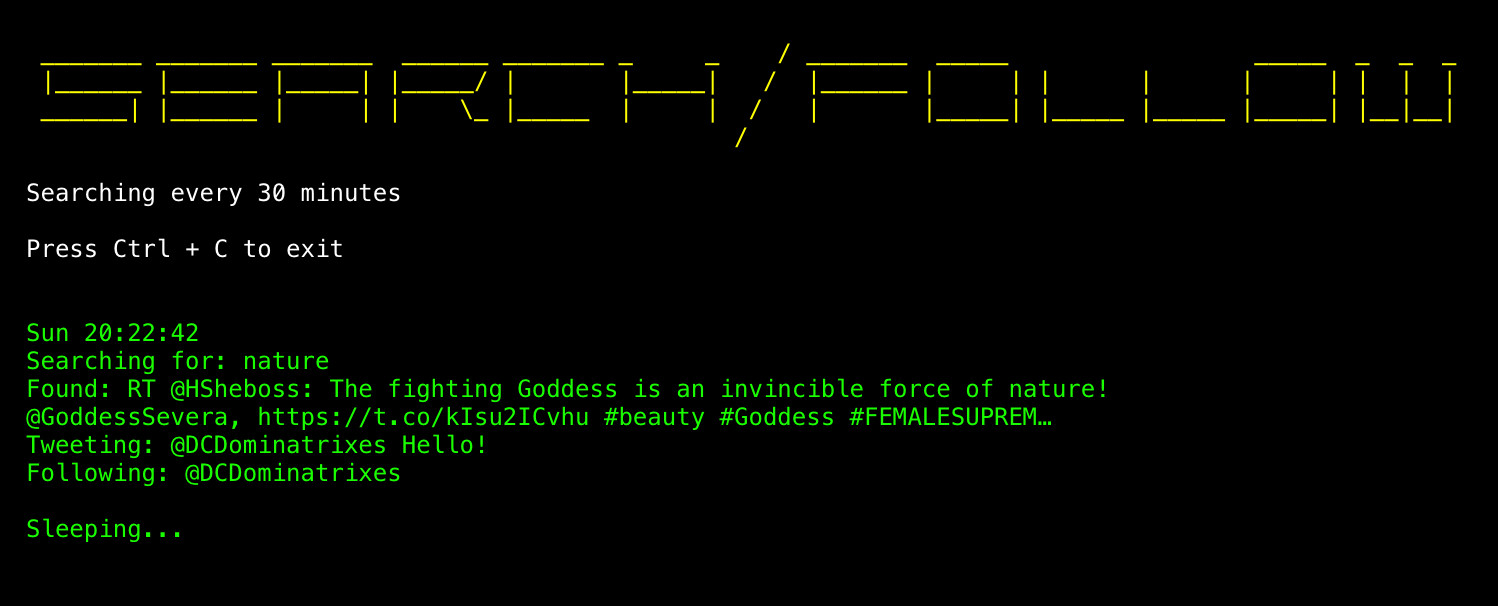 SEARCH/FOLLOW
Searching every 30 minutes
Press Ctrl + C to exit
Sun 20:22:42
Searching for: nature
Found: RT @HSheboss: The fighting Goddess is an invincible force of nature!
@GoddessSevera, https://t.co/kIsu2ICvhu #beauty #Goddess #FEMALESUPREM…
Tweeting: @DCDominatrixes Hello!
Following: @DCDominatrixes
Sleeping...